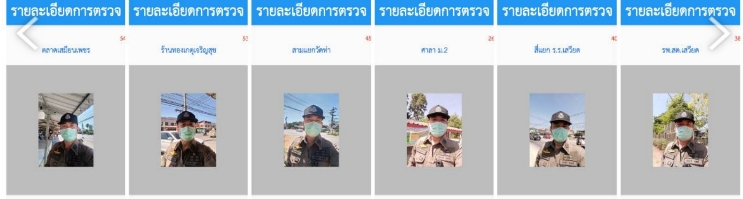 รายละเอียดการตรวจ รายละเอียดการตรวจ รายละเอียดการตรวจ รายละเอียดการตรวจ รายละเอียดการตรวจ รายละเอียดการตรวจ
34 33 45 26 40 36
ตลาดเสมียนเพชร ร้านทองเกตุเจริญสุข สามแยกวัดท่า ศาลา ม.2 สี่แยก ร.ร.เสวียด รพ.สต.เสวียด